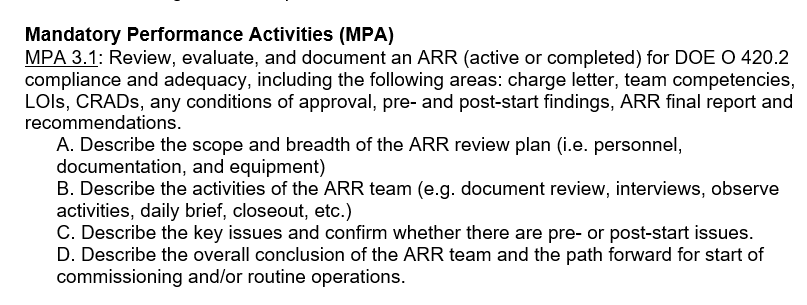 Mandatory Performance Activities (MPA)
MPA 3.1: Review, evaluate, and document an ARR (active or completed) for DOE O 420.2
compliance and adequacy, including the following areas: charge letter, team competencies,
LOIs, CRADs, any conditions of approval, pre- and post-start findings, ARR final report and
recommendations.
A. Describe the scope and breadth of the ARR review plan (i.e. personnel,
documentation, and equipment)
B. Describe the activities of the ARR team (e.g. document review, interviews, observe
activities, daily brief, closeout, etc.)
C. Describe the key issues and confirm whether there are pre- or post-start issues.
D. Describe the overall conclusion of the ARR team and the path forward for start of
commissioning and/or routine operations.